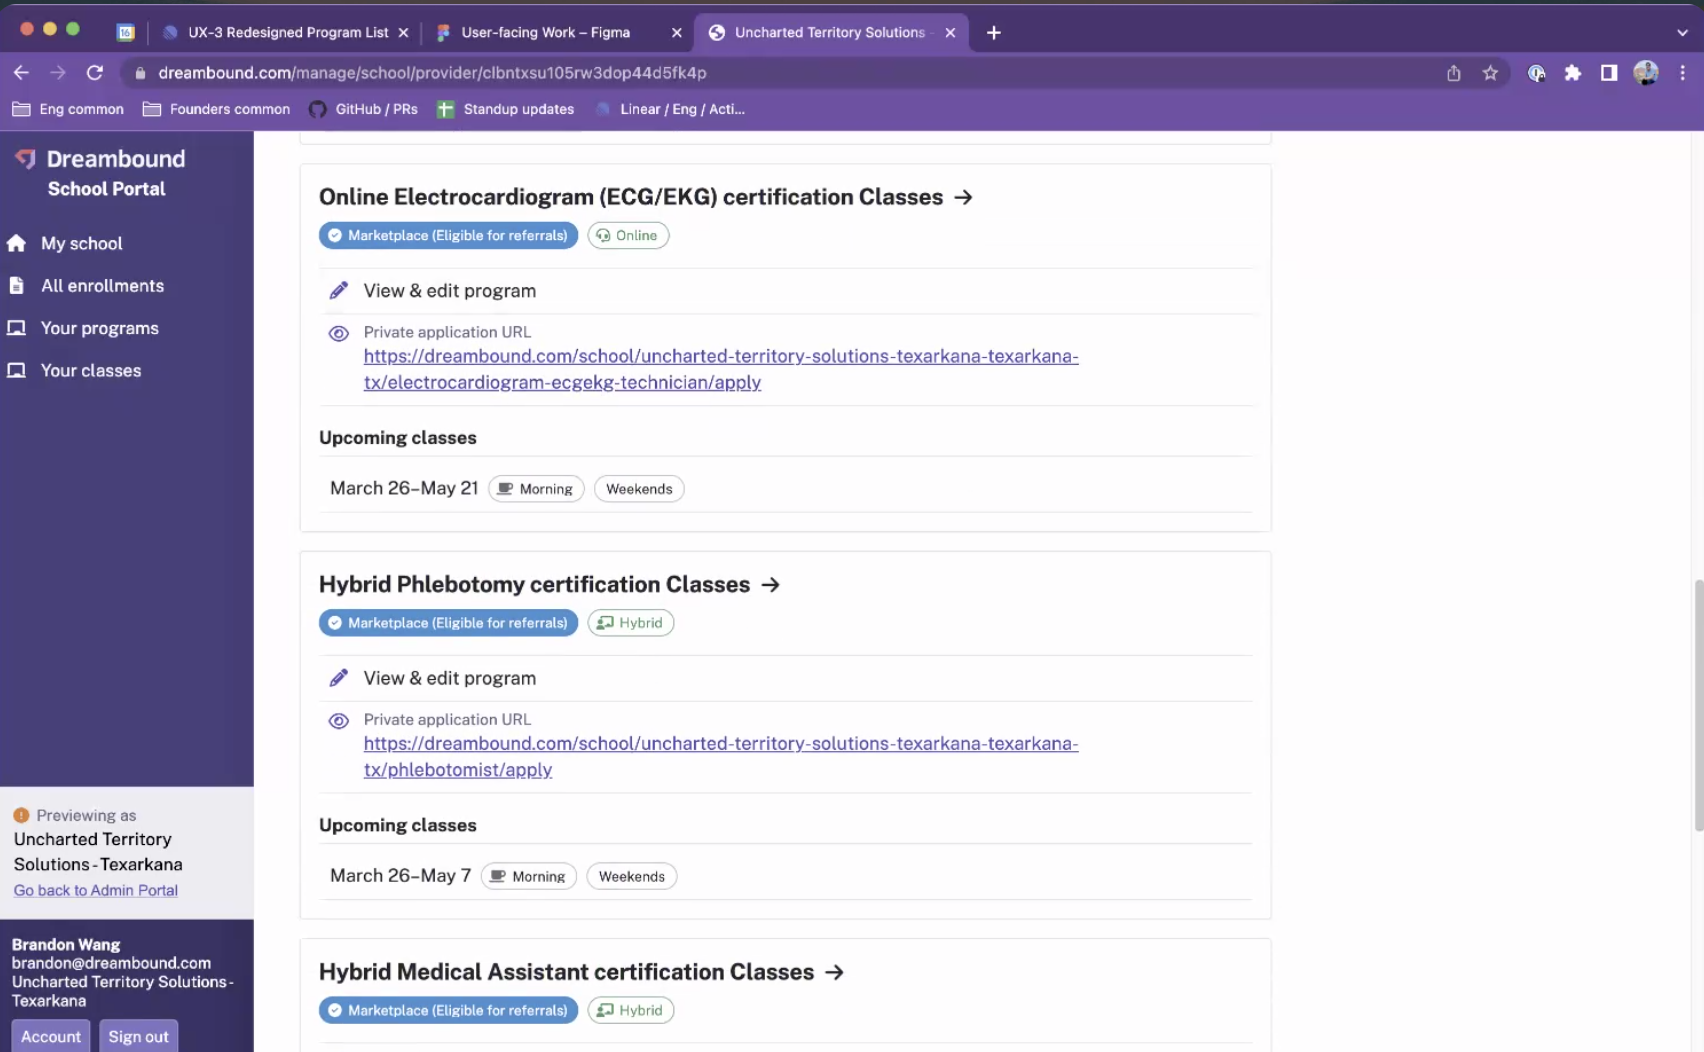 16
UX-3 Redesigned Program List
User-facing Work – Figma
Uncharted Territory Solutions -
dreambound.com/manage/school/provider/clbntxsu105rw3dop44d5fk4p
Eng common
Founders common
GitHub / PRs
Standup updates
Linear / Eng / Acti...
Dreambound
School Portal
My school
All enrollments
Your programs
Your classes
Previewing as
Uncharted Territory
Solutions - Texarkana
Go back to Admin Portal
Brandon Wang
brandon@dreambound.com
Uncharted Territory Solutions -
Texarkana
Account
Sign out
Online Electrocardiogram (ECG/EKG) certification Classes →
Marketplace (Eligible for referrals)
Online
View & edit program
Private application URL
https://dreambound.com/school/uncharted-territory-solutions-texarkana-texarkana-
tx/electrocardiogram-ecgekg-technician/apply
Upcoming classes
March 26–May 21 Morning Weekends
Hybrid Phlebotomy certification Classes →
Marketplace (Eligible for referrals)
Hybrid
View & edit program
Private application URL
https://dreambound.com/school/uncharted-territory-solutions-texarkana-texarkana-
tx/phlebotomist/apply
Upcoming classes
March 26–May 7 Morning Weekends
Hybrid Medical Assistant certification Classes →
Marketplace (Eligible for referrals)
Hybrid